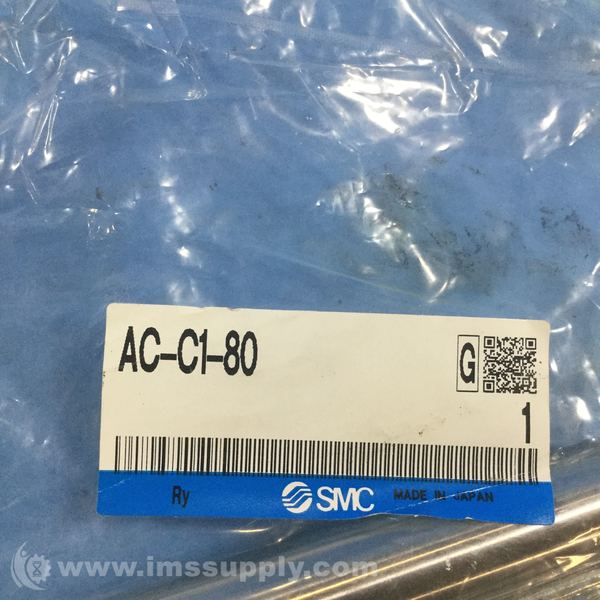 AC-C1-80
G
1
Ry SMC MADE IN JAPAN
www.imssupply.com